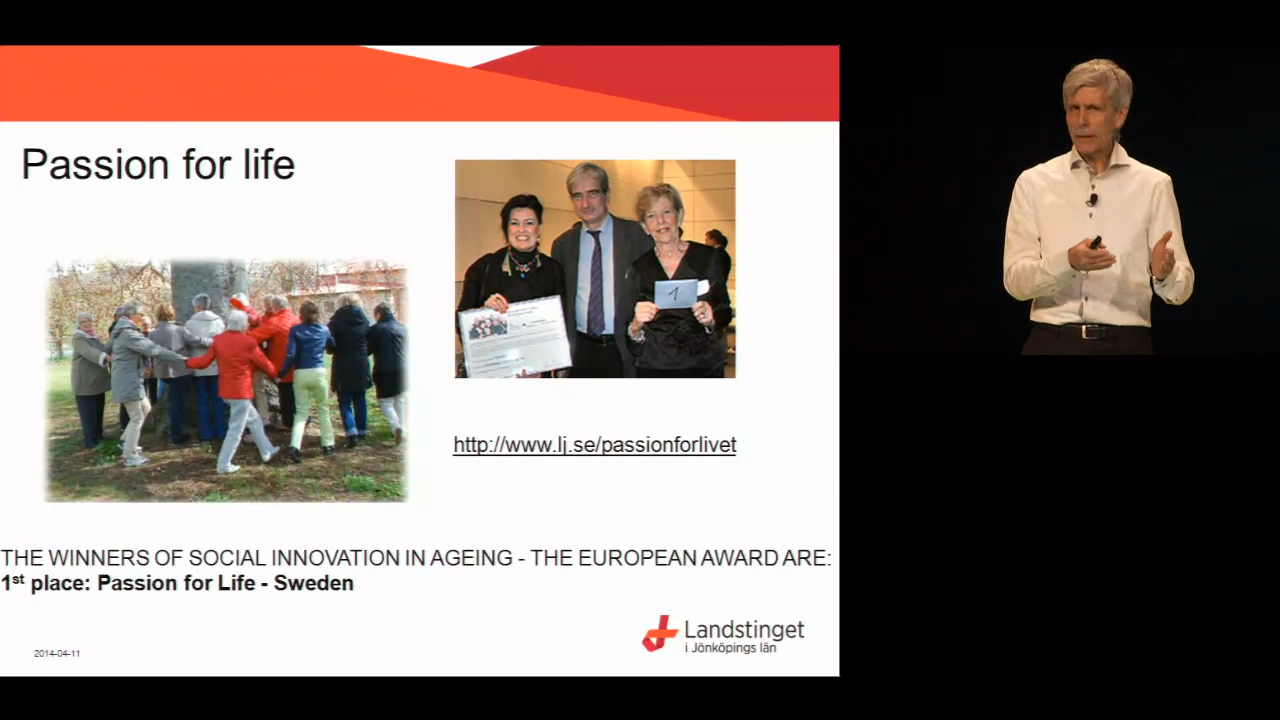 Passion for life
1
http://www.lj.se/passionforlivet
THE WINNERS OF SOCIAL INNOVATION IN AGEING - THE EUROPEAN AWARD ARE:
1st place: Passion for Life - Sweden
Landstinget
i Jönköpings län
2014-04-11